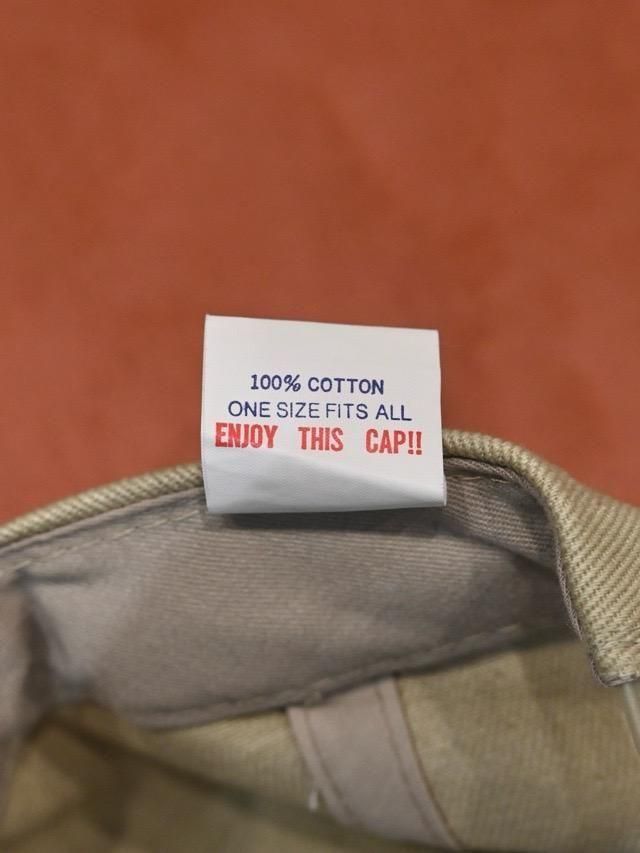 100% COTTON
ONE SIZE FITS ALL
ENJOY THIS CAP!!